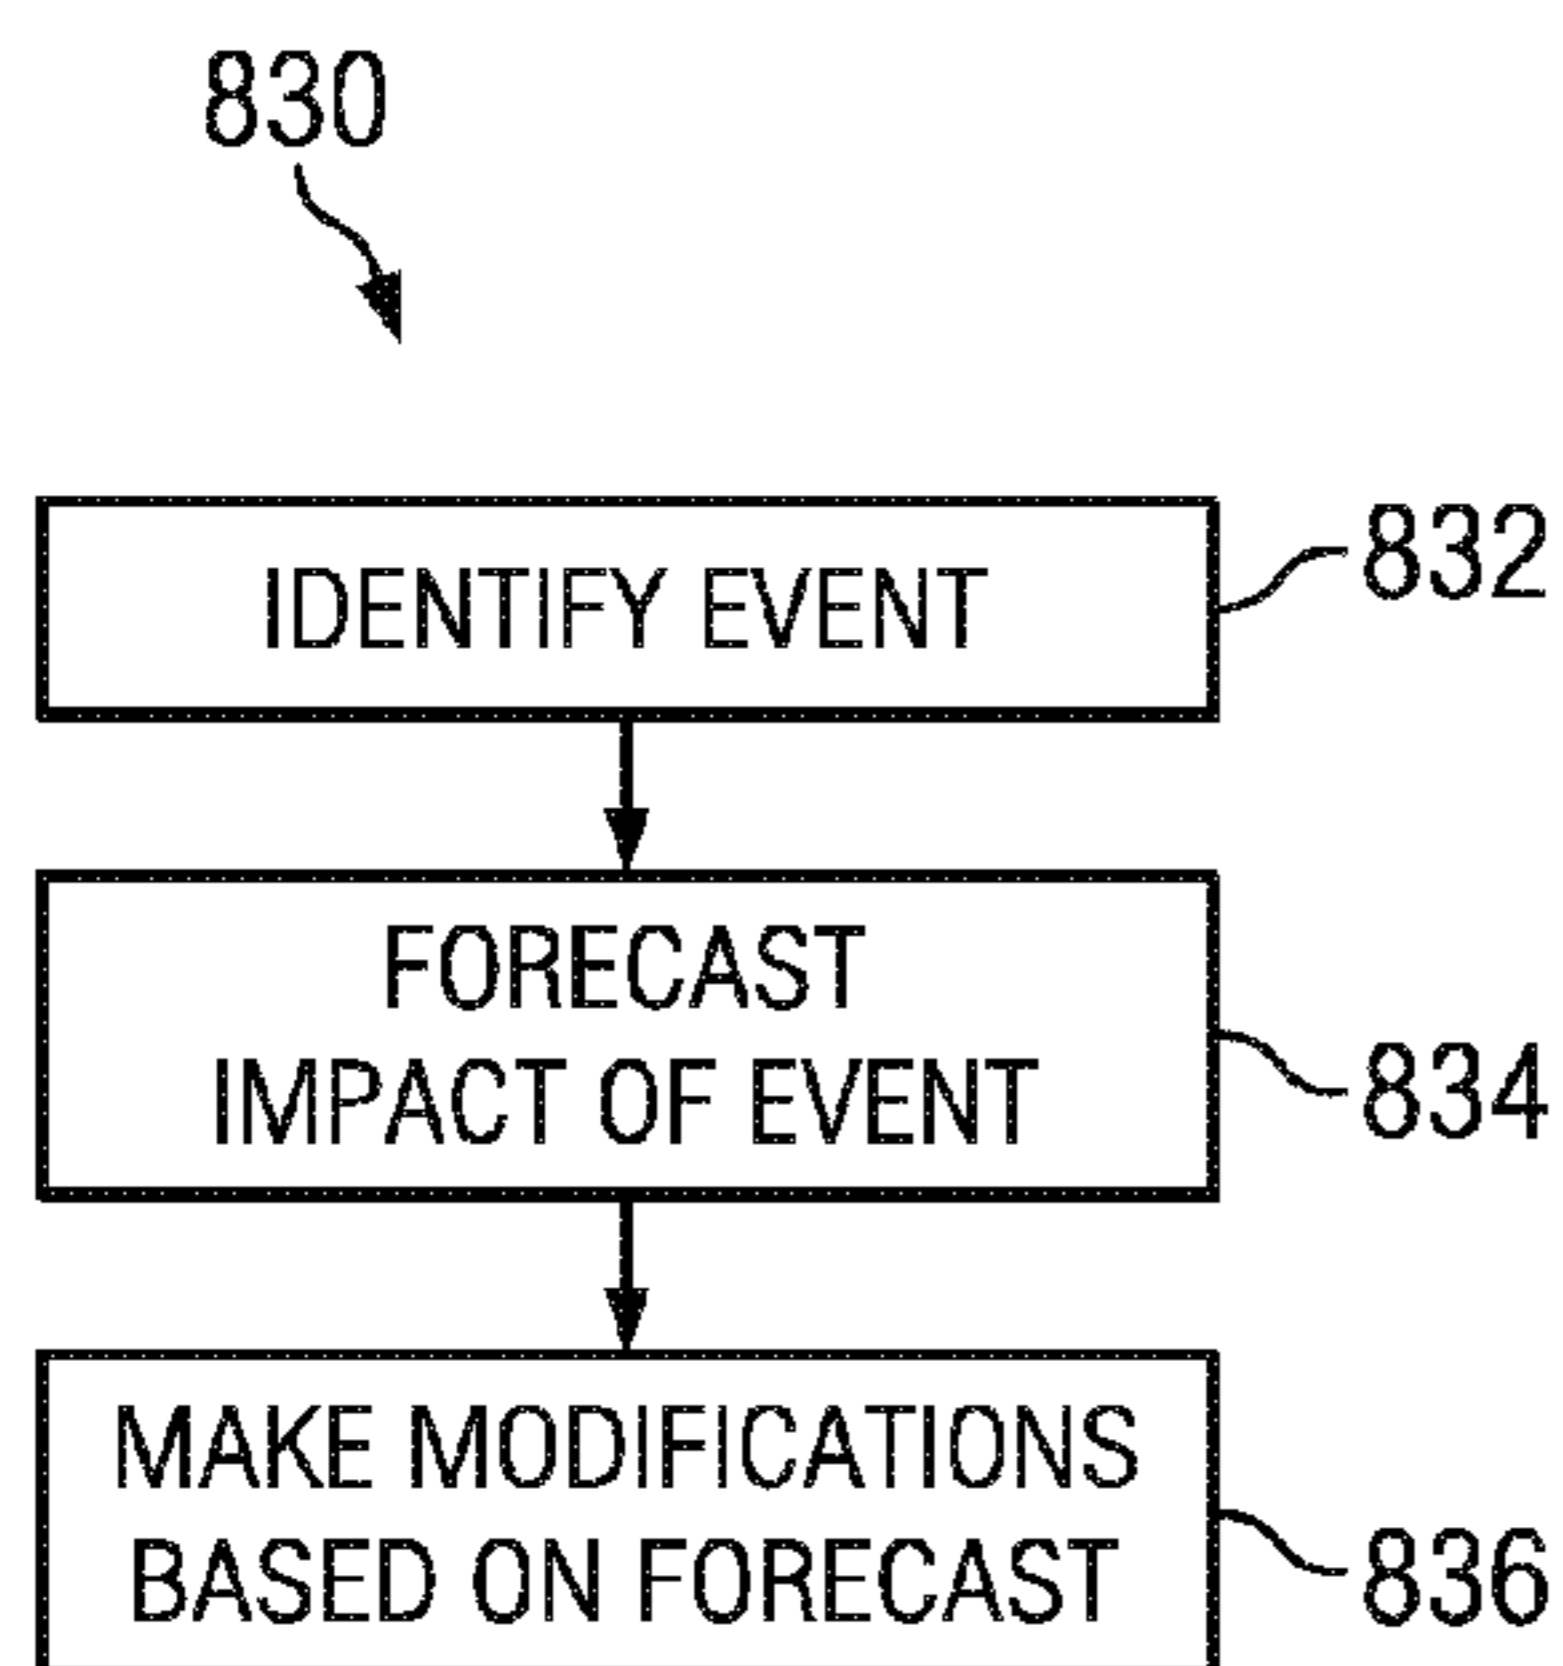 830
IDENTIFY EVENT
832
FORECAST
IMPACT OF EVENT
834
MAKE MODIFICATIONS
BASED ON FORECAST
836